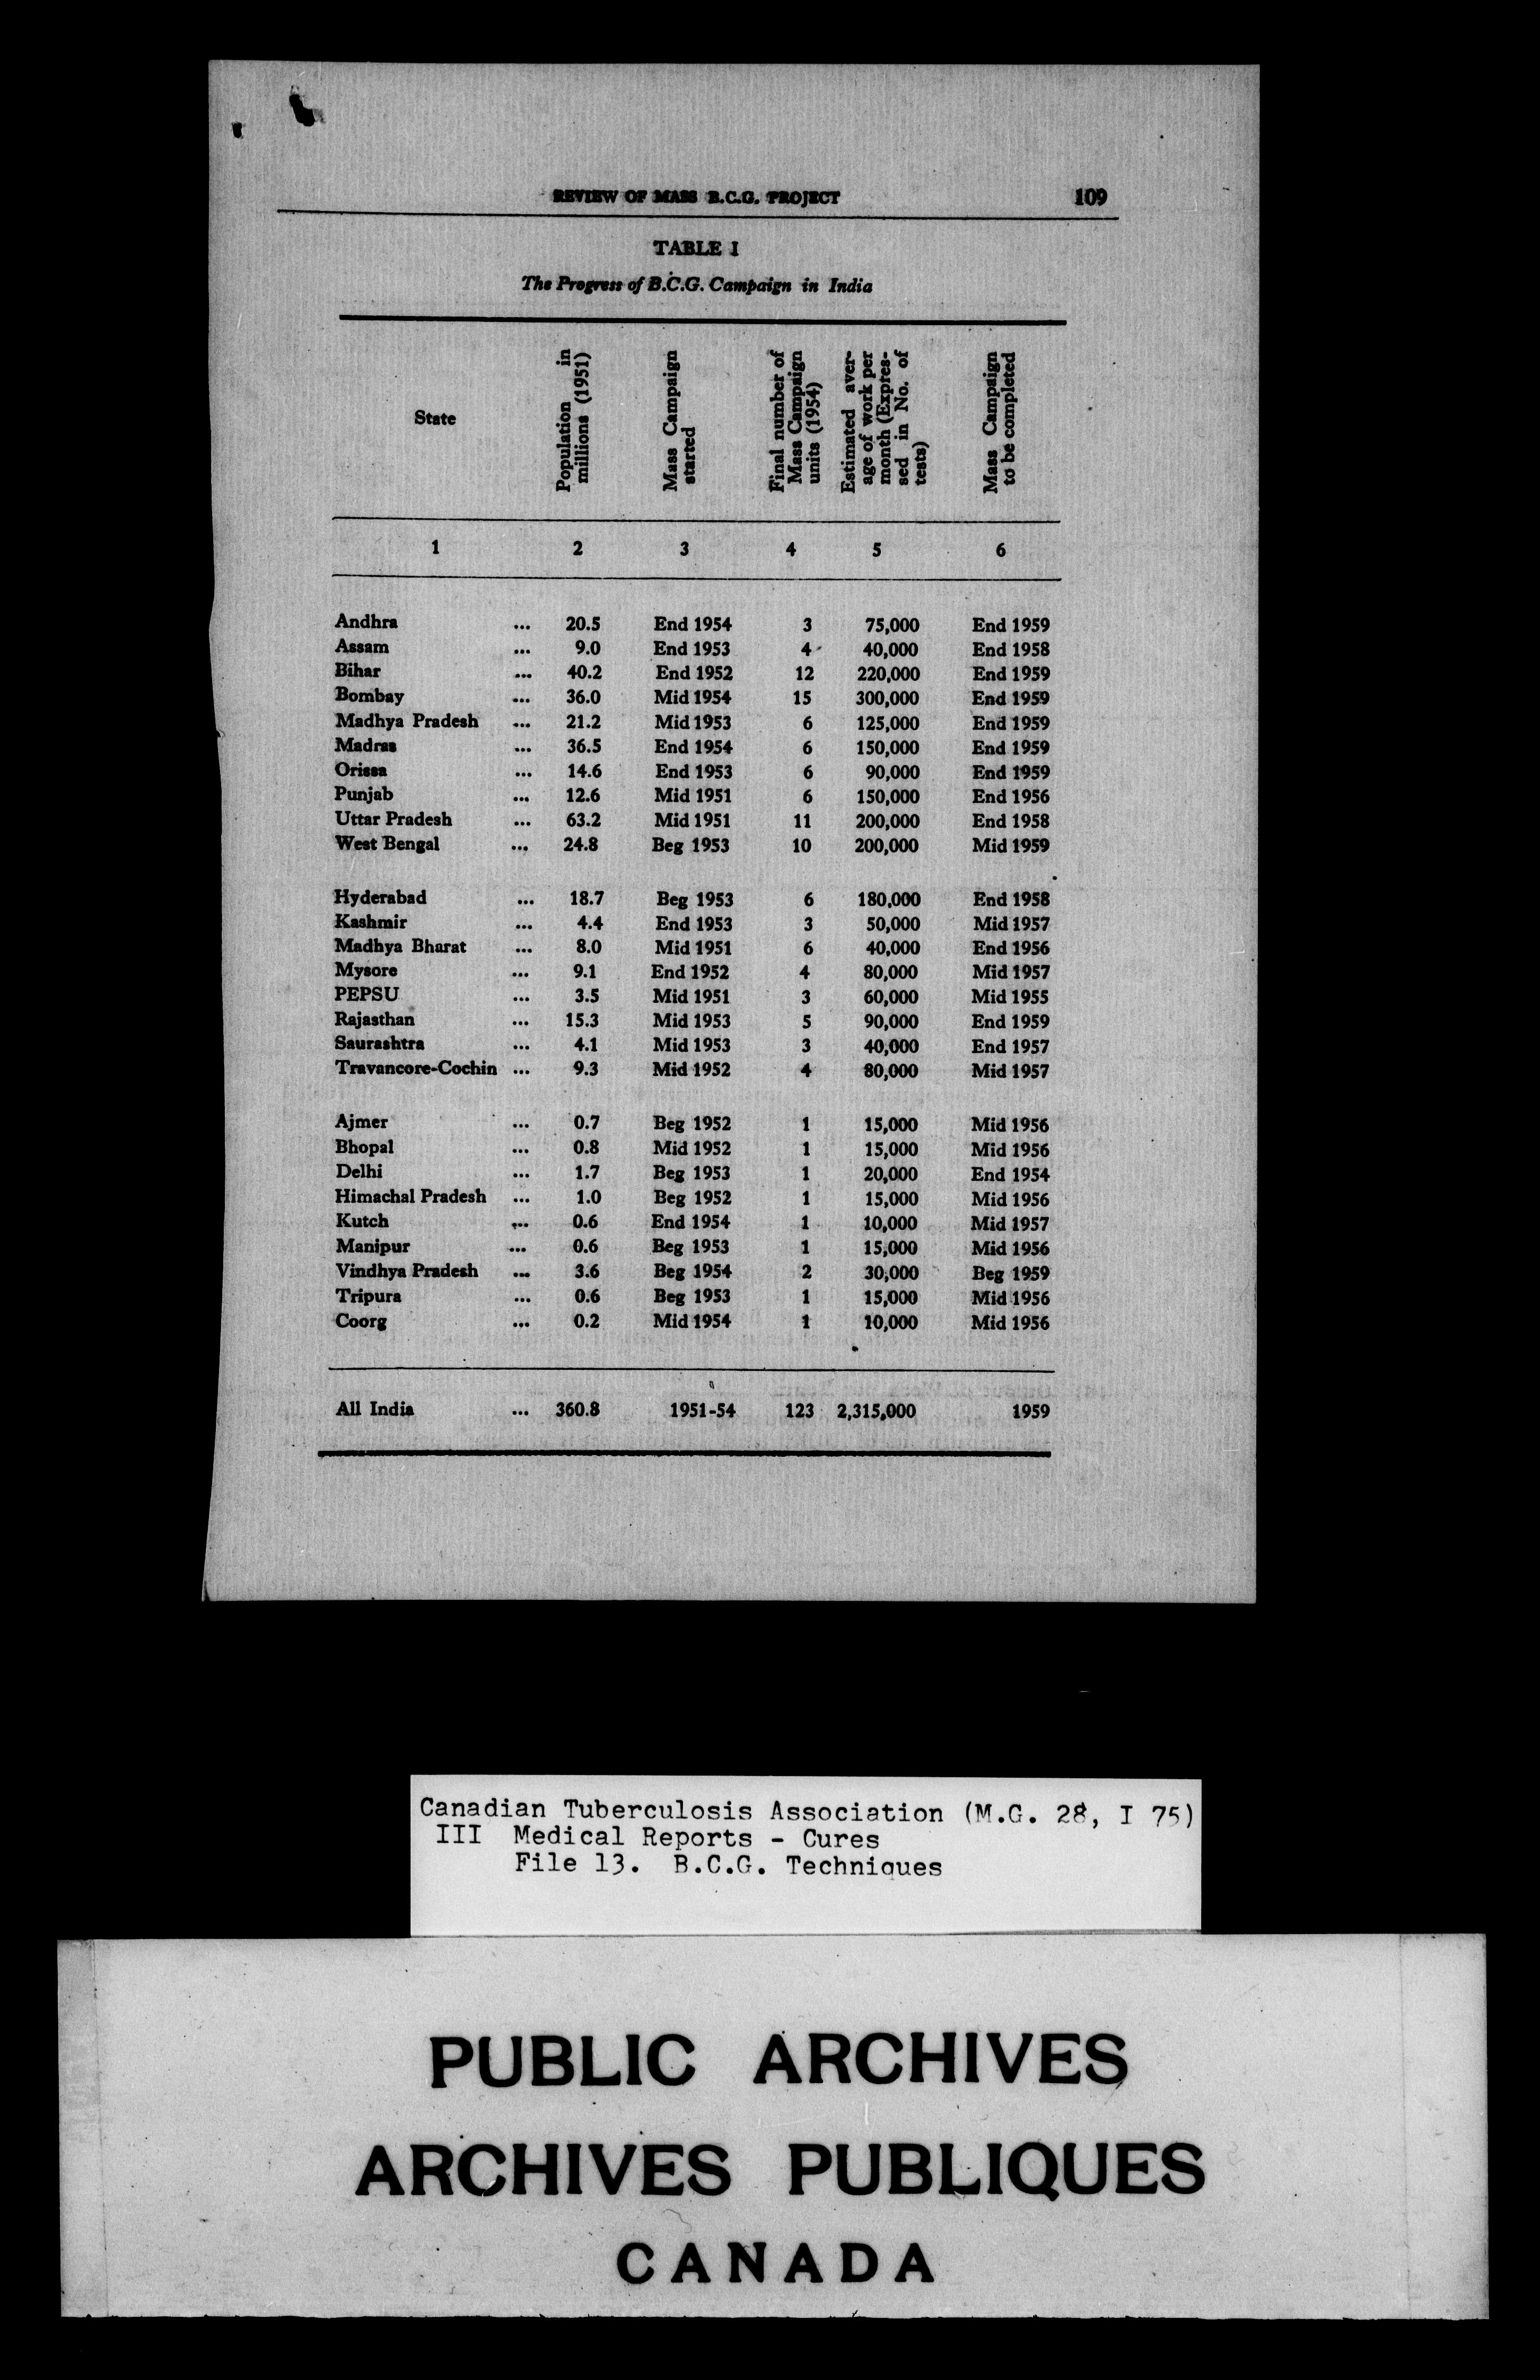 REVIEW OF MASS B.C.G. PROJECT 109
TABLE I
The Progress of B.C.G. Campaign in India
State
Population in
millions (1951)
Mass Campaign
started
Final number of
Mass Campaign
units (1954)
Estimated aver-
age of work per
month (Expres-
sed in No. of
tests)
Mass Campaign
to be completed
1 2 3 4 5 6
Andhra ... 20.5 End 1954 3 75,000 End 1959
Assam ... 9.0 End 1953 4 40,000 End 1958
Bihar ... 40.2 End 1952 12 220,000 End 1959
Bombay ... 36.0 Mid 1954 15 300,000 End 1959
Madhya Pradesh ... 21.2 Mid 1953 6 125,000 End 1959
Madras ... 36.5 End 1954 6 150,000 End 1959
Orissa ... 14.6 End 1953 6 90,000 End 1959
Punjab ... 12.6 Mid 1951 6 150,000 End 1956
Uttar Pradesh ... 63.2 Mid 1951 11 200,000 End 1958
West Bengal ... 24.8 Beg 1953 10 200,000 Mid 1959
Hyderabad ... 18.7 Beg 1953 6 180,000 End 1958
Kashmir ... 4.4 End 1953 3 50,000 Mid 1957
Madhya Bharat ... 8.0 Mid 1951 6 40,000 End 1956
Mysore ... 9.1 End 1952 4 80,000 Mid 1957
PEPSU ... 3.5 Mid 1951 3 60,000 Mid 1955
Rajasthan ... 15.3 Mid 1953 5 90,000 End 1959
Saurashtra ... 4.1 Mid 1953 3 40,000 End 1957
Travancore-Cochin ... 9.3 Mid 1952 4 80,000 Mid 1957
Ajmer ... 0.7 Beg 1952 1 15,000 Mid 1956
Bhopal ... 0.8 Mid 1952 1 15,000 Mid 1956
Delhi ... 1.7 Beg 1953 1 20,000 End 1954
Himachal Pradesh ... 1.0 Beg 1952 1 15,000 Mid 1956
Kutch ... 0.6 End 1954 1 10,000 Mid 1957
Manipur ... 0.6 Beg 1953 1 15,000 Mid 1956
Vindhya Pradesh ... 3.6 Beg 1954 2 30,000 Beg 1959
Tripura ... 0.6 Beg 1953 1 15,000 Mid 1956
Coorg ... 0.2 Mid 1954 1 10,000 Mid 1956
All India ... 360.8 1951-54 123 2,315,000 1959
Canadian Tuberculosis Association (M.G. 28, I 75)
III Medical Reports - Cures
File 13. B.C.G. Techniques
PUBLIC ARCHIVES
ARCHIVES PUBLIQUES
CANADA